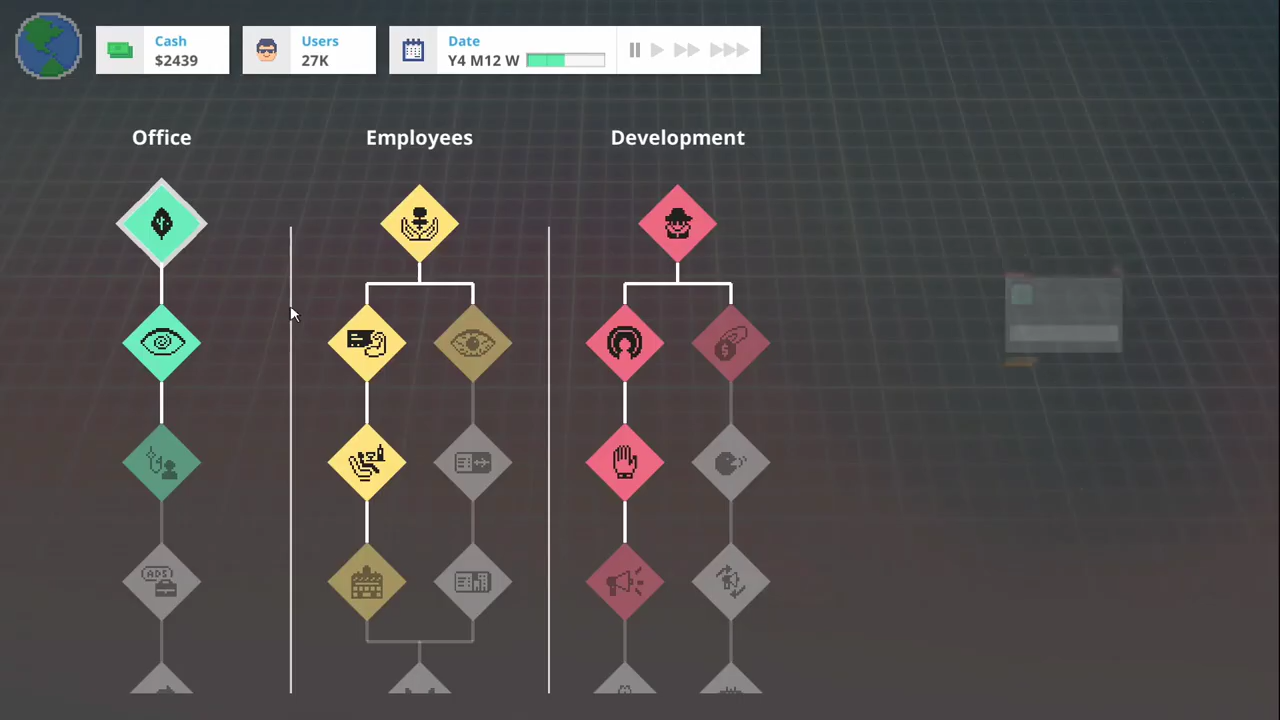 Cash
$2439
Users
27K
Date
Y4 M12 W
Office
Employees
Development
ADS